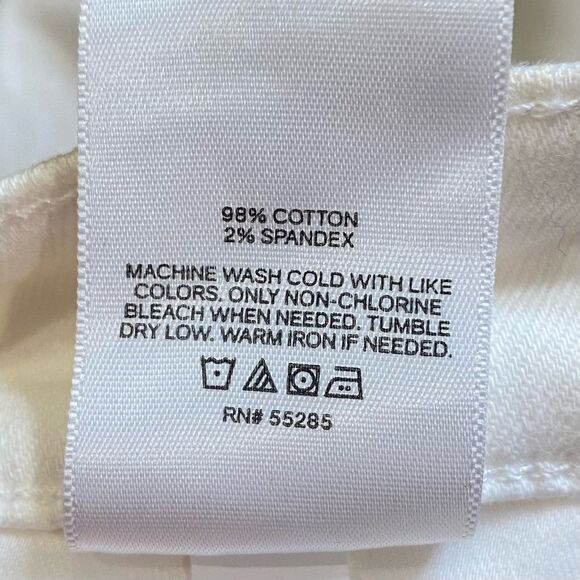 98% COTTON
2% SPANDEX
MACHINE WASH COLD WITH LIKE
COLORS. ONLY NON-CHLORINE
BLEACH WHEN NEEDED. TUMBLE
DRY LOW. WARM IRON IF NEEDED.
RN# 55285